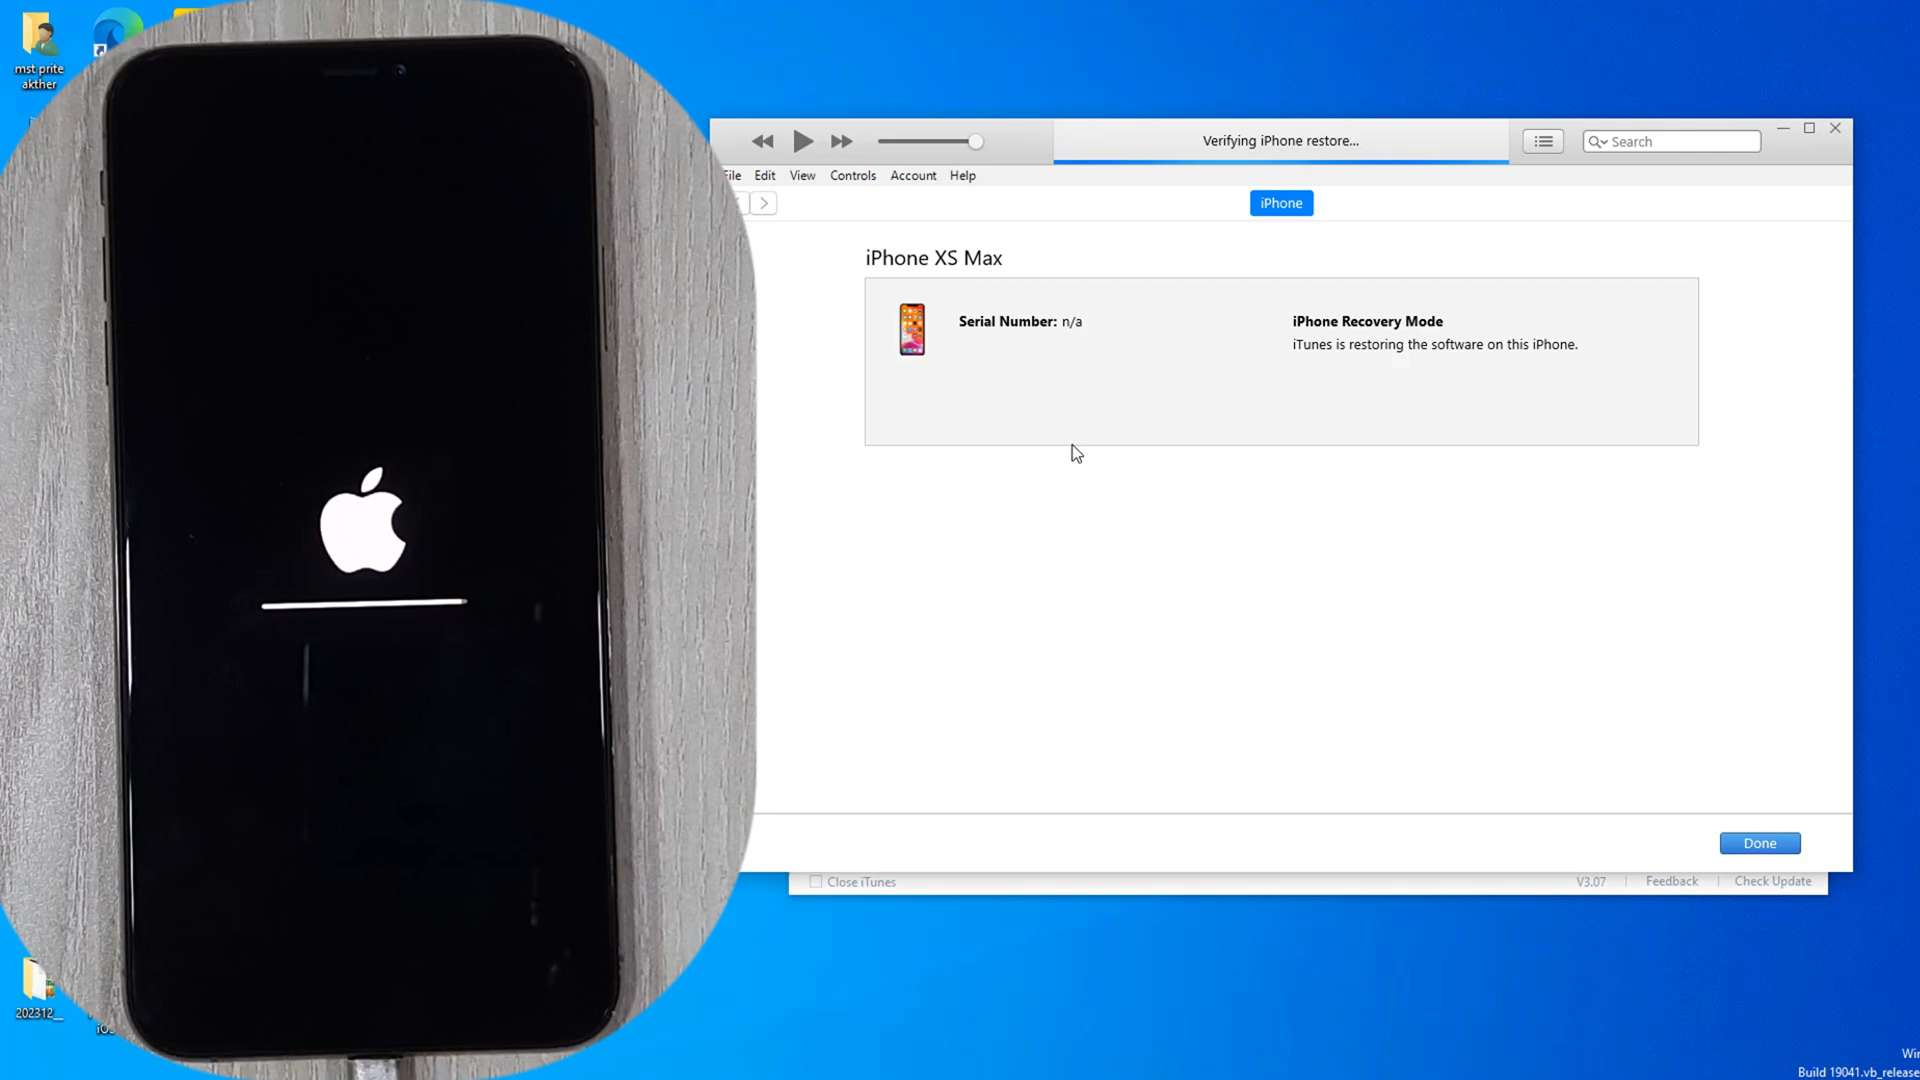 mst prite
akther
Verifying iPhone restore...
Search
File Edit View Controls Account Help
iPhone
iPhone XS Max
Serial Number: n/a
iPhone Recovery Mode
iTunes is restoring the software on this iPhone.
Done
Close iTunes
V3.07
Feedback
Check Update
202312__
Build 19041.vb_release